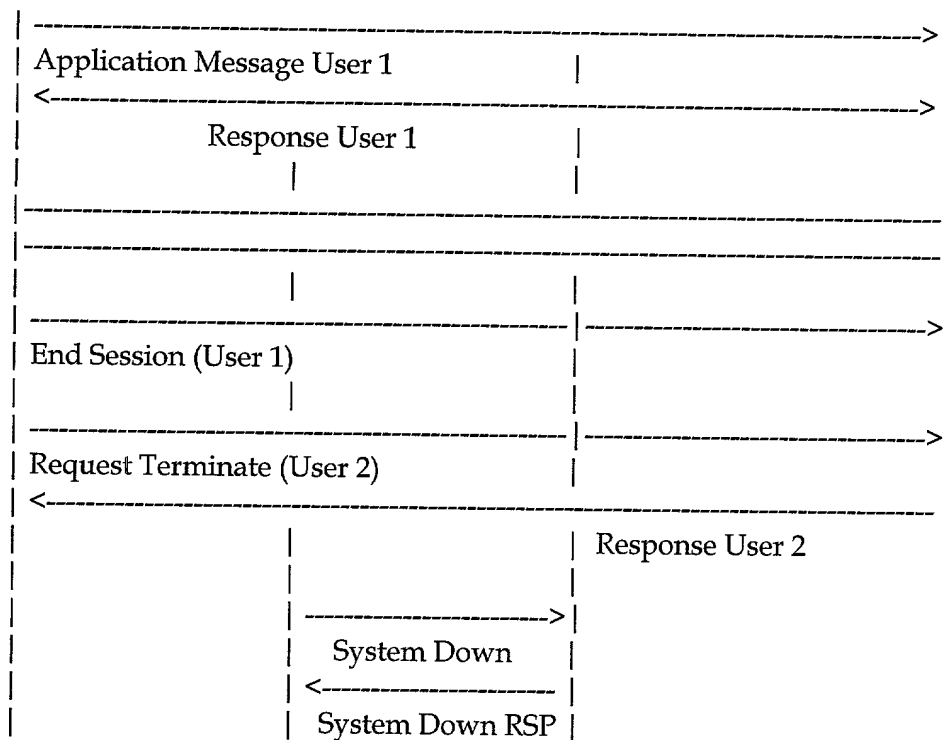 Application Message User 1
Response User 1
End Session (User 1)
Request Terminate (User 2)
Response User 2
System Down
System Down RSP